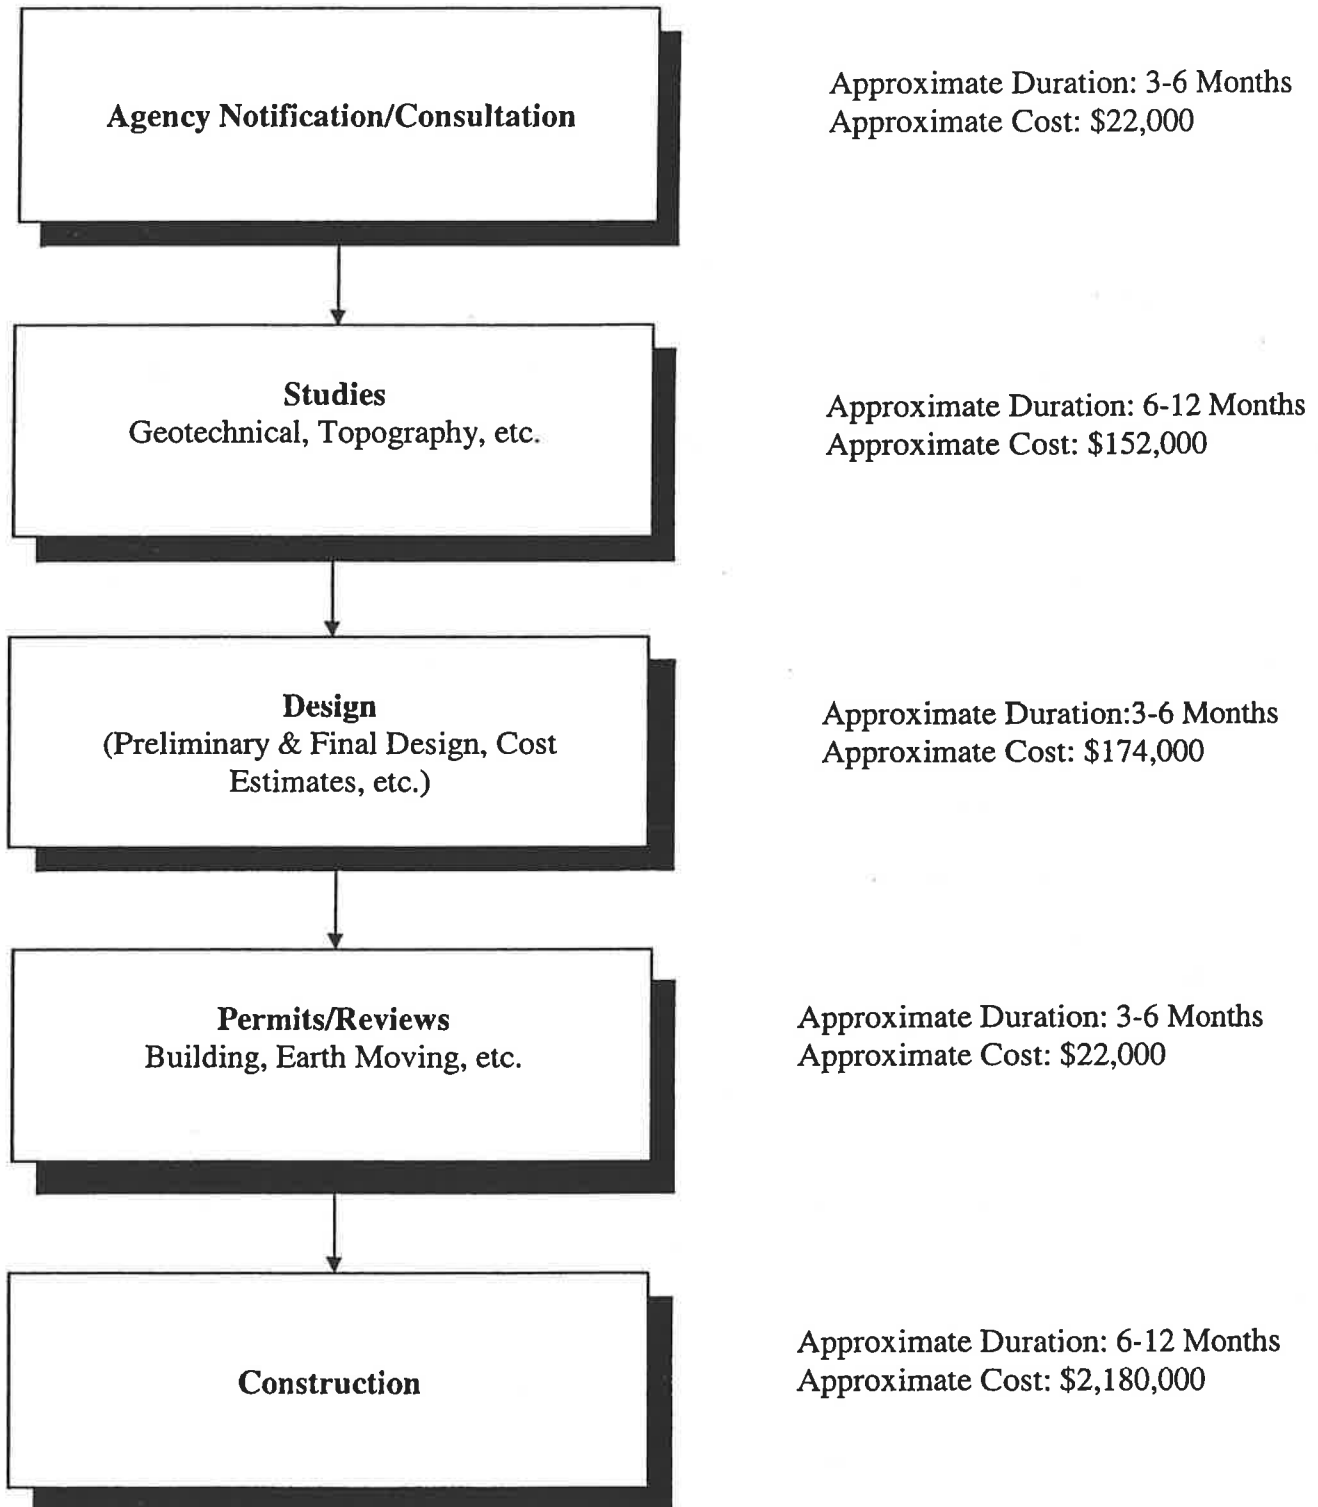 Agency Notification/Consultation
Approximate Duration: 3-6 Months
Approximate Cost: $22,000
Studies
Geotechnical, Topography, etc.
Approximate Duration: 6-12 Months
Approximate Cost: $152,000
Design
(Preliminary & Final Design, Cost
Estimates, etc.)
Approximate Duration:3-6 Months
Approximate Cost: $174,000
Permits/Reviews
Building, Earth Moving, etc.
Approximate Duration: 3-6 Months
Approximate Cost: $22,000
Construction
Approximate Duration: 6-12 Months
Approximate Cost: $2,180,000